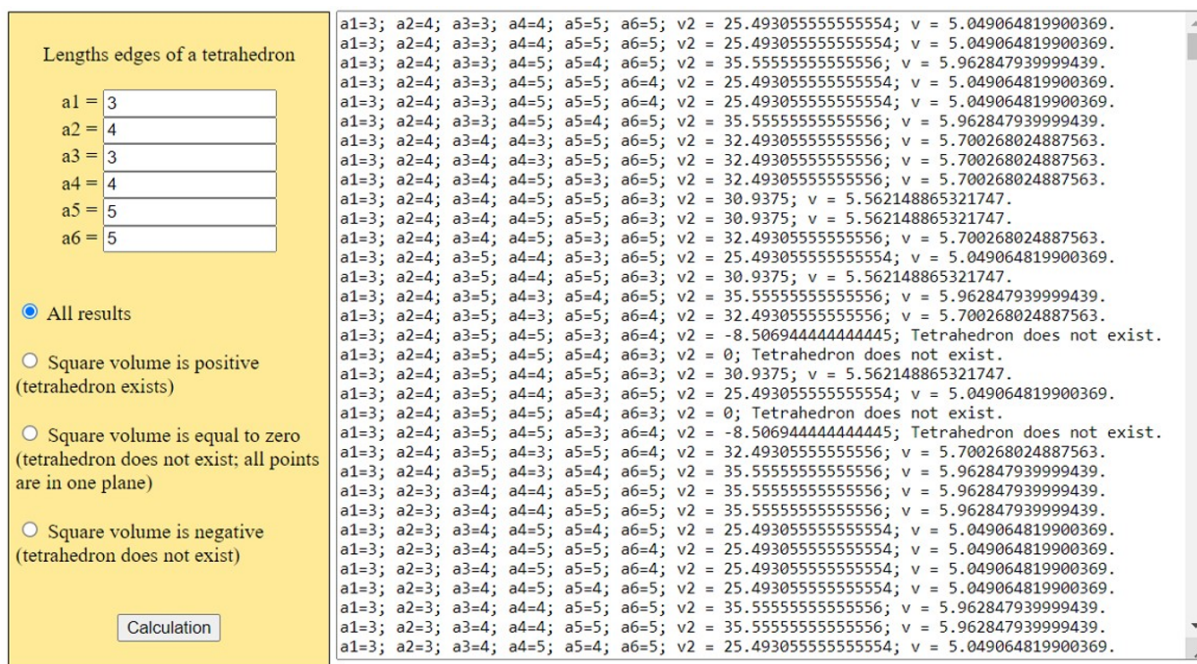 Lengths edges of a tetrahedron
a1 = 3
a2 = 4
a3 = 3
a4 = 4
a5 = 5
a6 = 5
All results
Square volume is positive
(tetrahedron exists)
Square volume is equal to zero
(tetrahedron does not exist; all points
are in one plane)
Square volume is negative
(tetrahedron does not exist)
Calculation
a1=3; a2=4; a3=3; a4=4; a5=5; a6=5; v2 = 25.493055555555554; v = 5.049064819900369.
a1=3; a2=4; a3=3; a4=4; a5=5; a6=5; v2 = 25.493055555555554; v = 5.049064819900369.
a1=3; a2=4; a3=3; a4=5; a5=4; a6=5; v2 = 35.55555555555556; v = 5.962847939999439.
a1=3; a2=4; a3=3; a4=5; a5=5; a6=4; v2 = 25.493055555555554; v = 5.049064819900369.
a1=3; a2=4; a3=3; a4=5; a5=5; a6=4; v2 = 25.493055555555554; v = 5.049064819900369.
a1=3; a2=4; a3=3; a4=5; a5=4; a6=5; v2 = 35.55555555555556; v = 5.962847939999439.
a1=3; a2=4; a3=4; a4=3; a5=5; a6=5; v2 = 32.49305555555556; v = 5.700268024887563.
a1=3; a2=4; a3=4; a4=3; a5=5; a6=5; v2 = 32.49305555555556; v = 5.700268024887563.
a1=3; a2=4; a3=4; a4=5; a5=3; a6=5; v2 = 32.49305555555556; v = 5.700268024887563.
a1=3; a2=4; a3=4; a4=5; a5=5; a6=3; v2 = 30.9375; v = 5.562148865321747.
a1=3; a2=4; a3=4; a4=5; a5=5; a6=3; v2 = 30.9375; v = 5.562148865321747.
a1=3; a2=4; a3=4; a4=5; a5=3; a6=5; v2 = 32.49305555555556; v = 5.700268024887563.
a1=3; a2=4; a3=5; a4=3; a5=5; a6=4; v2 = 25.493055555555554; v = 5.049064819900369.
a1=3; a2=4; a3=5; a4=4; a5=5; a6=3; v2 = 30.9375; v = 5.562148865321747.
a1=3; a2=4; a3=5; a4=3; a5=4; a6=5; v2 = 35.55555555555556; v = 5.962847939999439.
a1=3; a2=4; a3=5; a4=4; a5=3; a6=5; v2 = 32.49305555555556; v = 5.700268024887563.
a1=3; a2=4; a3=5; a4=5; a5=3; a6=4; v2 = -8.506944444444445; Tetrahedron does not exist.
a1=3; a2=4; a3=5; a4=5; a5=4; a6=3; v2 = 0; Tetrahedron does not exist.
a1=3; a2=4; a3=5; a4=4; a5=5; a6=3; v2 = 30.9375; v = 5.562148865321747.
a1=3; a2=4; a3=5; a4=3; a5=5; a6=4; v2 = 25.493055555555554; v = 5.049064819900369.
a1=3; a2=4; a3=5; a4=5; a5=4; a6=3; v2 = 0; Tetrahedron does not exist.
a1=3; a2=4; a3=5; a4=5; a5=3; a6=4; v2 = -8.506944444444445; Tetrahedron does not exist.
a1=3; a2=4; a3=5; a4=4; a5=3; a6=5; v2 = 32.49305555555556; v = 5.700268024887563.
a1=3; a2=4; a3=5; a4=3; a5=4; a6=5; v2 = 35.55555555555556; v = 5.962847939999439.
a1=3; a2=3; a3=4; a4=4; a5=5; a6=5; v2 = 35.55555555555556; v = 5.962847939999439.
a1=3; a2=3; a3=4; a4=4; a5=5; a6=5; v2 = 35.55555555555556; v = 5.962847939999439.
a1=3; a2=3; a3=4; a4=5; a5=4; a6=5; v2 = 25.493055555555554; v = 5.049064819900369.
a1=3; a2=3; a3=4; a4=5; a5=5; a6=4; v2 = 25.493055555555554; v = 5.049064819900369.
a1=3; a2=3; a3=4; a4=5; a5=5; a6=4; v2 = 25.493055555555554; v = 5.049064819900369.
a1=3; a2=3; a3=4; a4=5; a5=4; a6=5; v2 = 25.493055555555554; v = 5.049064819900369.
a1=3; a2=3; a3=4; a4=4; a5=5; a6=5; v2 = 35.55555555555556; v = 5.962847939999439.
a1=3; a2=3; a3=4; a4=4; a5=5; a6=5; v2 = 35.55555555555556; v = 5.962847939999439.
a1=3; a2=3; a3=4; a4=5; a5=4; a6=5; v2 = 25.493055555555554; v = 5.049064819900369.